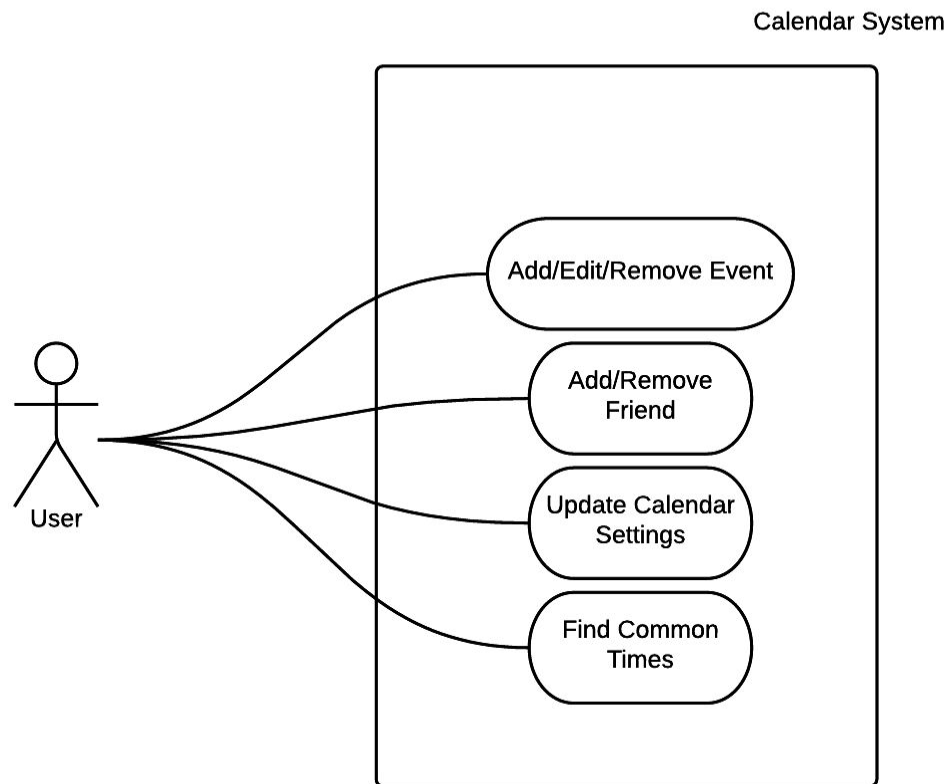 Calendar System
Add/Edit/Remove Event
Add/Remove
Friend
Update Calendar
Settings
User
Find Common
Times